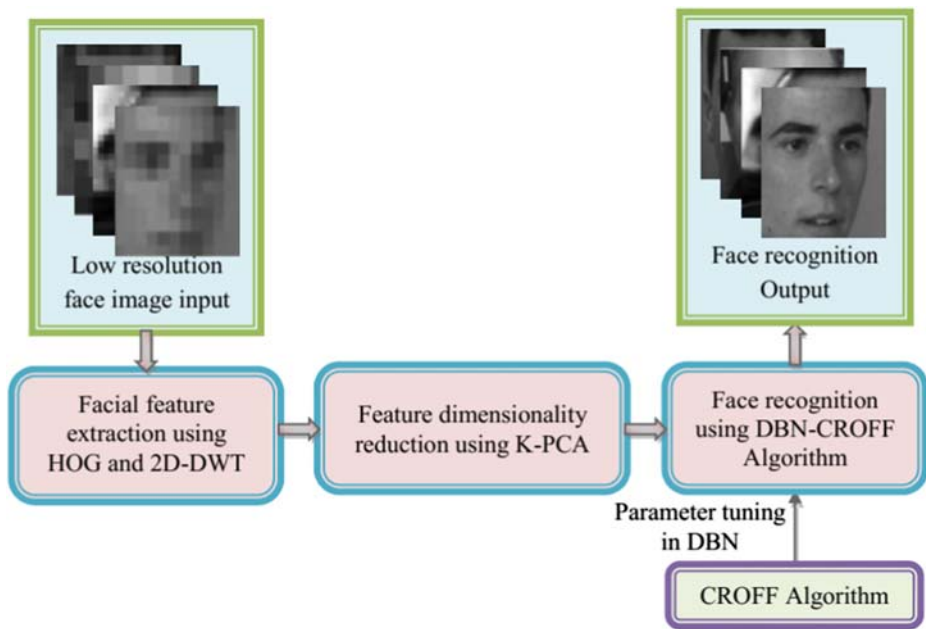 Low resolution
face image input
Facial feature
extraction using
HOG and 2D-DWT
Feature dimensionality
reduction using K-PCA
Face recognition
using DBN-CROFF
Algorithm
Face recognition
Output
Parameter tuning
in DBN
CROFF Algorithm